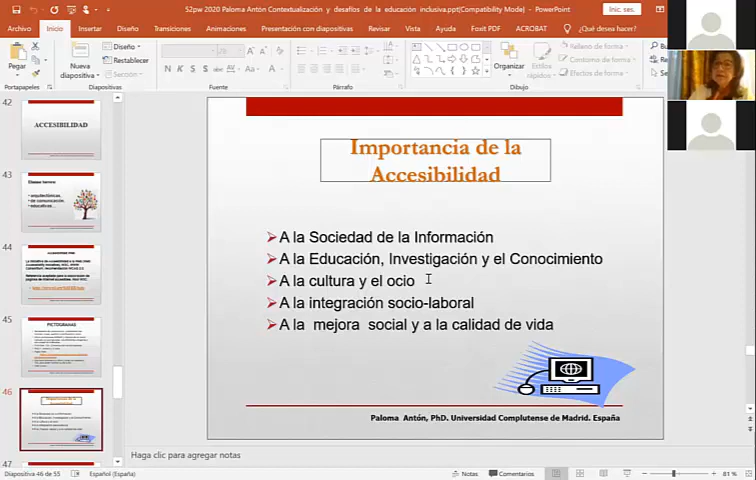 52pw 2020 Paloma Antón Contextualización y desafíos de la educación inclusiva.ppt[Compatibility Mode] - PowerPoint
Inic. ses.
Archivo Inicio Insertar Diseño Transiciones Animaciones Presentación con diapositivas Revisar Vista Ayuda Foxit PDF ACROBAT ¿Qué desea hacer?
Pegar
Nueva
diapositiva
Diseño
Restablecer
Sección
N K S
Organizar
Estilos
rápidos
Relleno de forma
Contorno de forma
Efectos de forma
Portapapeles Diapositivas Fuente Párrafo Dibujo
42
ACCESIBILIDAD
43
44
45
PICTOGRAMAS
46
47
Importancia de la
Accesibilidad
A la Sociedad de la Información
A la Educación, Investigación y el Conocimiento
A la cultura y el ocio
A la integración socio-laboral
A la mejora social y a la calidad de vida
Paloma Antón, PhD. Universidad Complutense de Madrid. España
Haga clic para agregar notas
Diapositiva 46 de 55 Español (España) Notas Comentarios 81 %